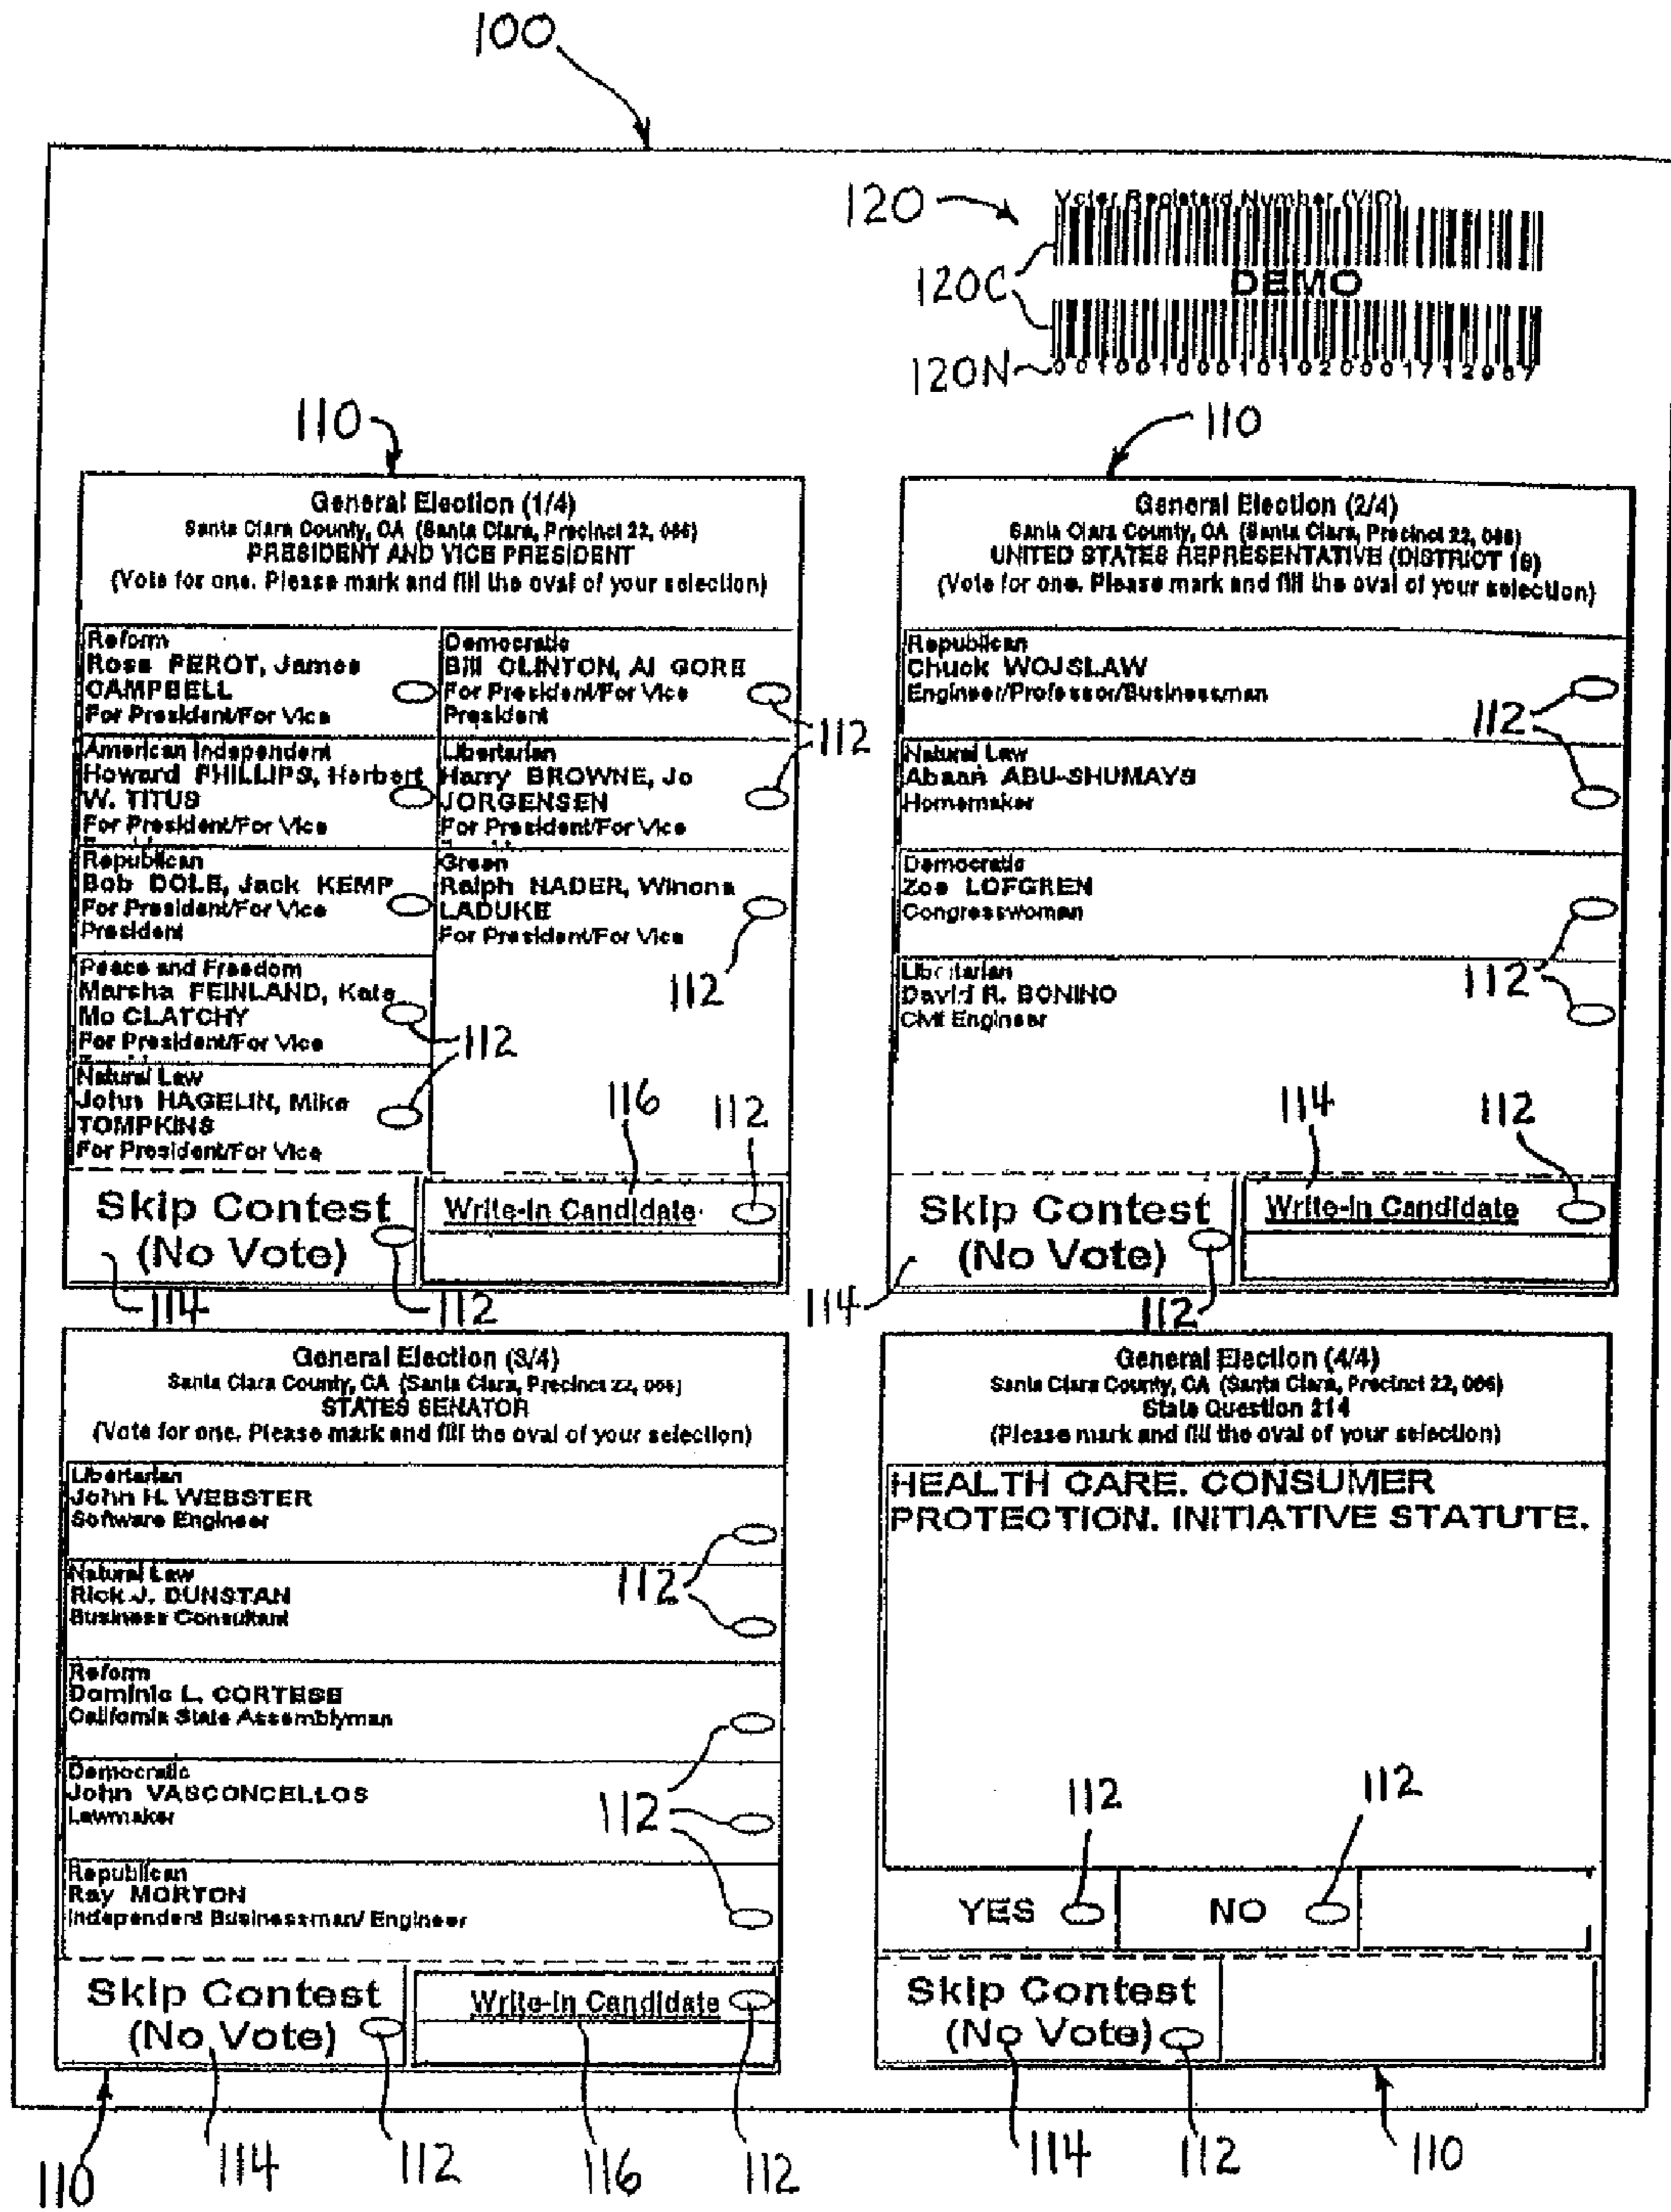 100
120
Voter Registerd Number (VID)
120C
DEMO
120N
110
110
General Election (1/4)
Santa Clara County, CA (Santa Clara, Precinct 22, 066)
PRESIDENT AND VICE PRESIDENT
(Vote for one. Please mark and fill the oval of your selection)
Reform
Ross PEROT, James
CAMPBELL
For President/For Vice
Democratic
Bill CLINTON, Al GORE
For President/For Vice
President
112
American Independent
Howard PHILLIPS, Herbert
W. TITUS
For President/For Vice
Libertarian
Harry BROWNE, Jo
JORGENSEN
For President/For Vice
Republican
Bob DOLE, Jack KEMP
For President/For Vice
President
Green
Ralph NADER, Winona
LADUKE
For President/For Vice
112
Peace and Freedom
Marsha FEINLAND, Kate
Mc CLATCHY
For President/For Vice
112
Natural Law
John HAGELIN, Mike
TOMPKINS
For President/For Vice
116
112
Skip Contest
(No Vote)
Write-In Candidate
114
112
General Election (2/4)
Santa Clara County, CA (Santa Clara, Precinct 22, 066)
UNITED STATES REPRESENTATIVE (DISTRICT 16)
(Vote for one. Please mark and fill the oval of your selection)
Republican
Chuck WOJSLAW
Engineer/Professor/Businessman
112
Natural Law
Abaan ABU-SHUMAYS
Homemaker
Democratic
Zoe LOFGREN
Congresswoman
112
Libertarian
David R. BONINO
Civil Engineer
114
112
Skip Contest
(No Vote)
Write-In Candidate
114
112
General Election (3/4)
Santa Clara County, CA (Santa Clara, Precinct 22, 066)
STATES SENATOR
(Vote for one. Please mark and fill the oval of your selection)
Libertarian
John H. WEBSTER
Software Engineer
112
Natural Law
Rick J. DUNSTAN
Business Consultant
Reform
Dominic L. CORTESE
California State Assemblyman
Democratic
John VASCONCELLOS
Lawmaker
112
Republican
Ray MORTON
Independent Businessman/ Engineer
Skip Contest
(No Vote)
Write-In Candidate
110
114
112
116
112
General Election (4/4)
Santa Clara County, CA (Santa Clara, Precinct 22, 066)
State Question 214
(Please mark and fill the oval of your selection)
HEALTH CARE. CONSUMER
PROTECTION. INITIATIVE STATUTE.
112
112
YES
NO
Skip Contest
(No Vote)
114
112
110